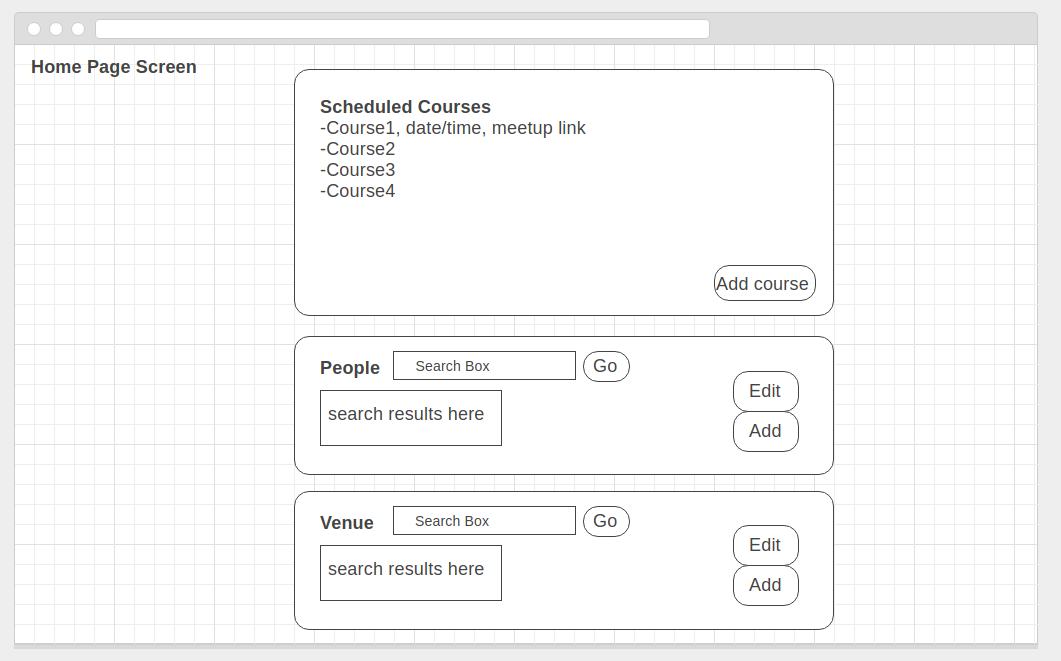 Home Page Screen
Scheduled Courses
-Course1, date/time, meetup link
-Course2
-Course3
-Course4
Add course
People
Search Box
Go
search results here
Edit
Add
Venue
Search Box
Go
search results here
Edit
Add